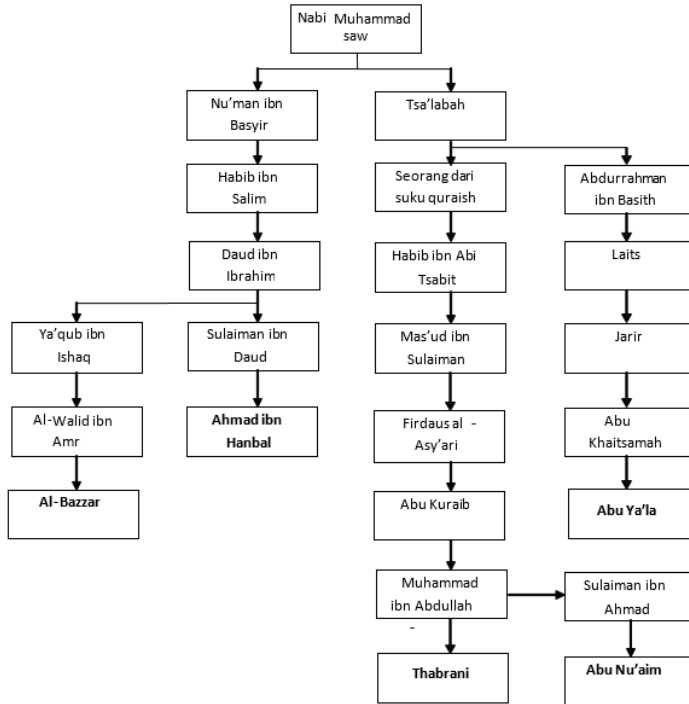 Nabi Muhammad
saw
Nu'man ibn
Basyir
Tsa'labah
Habib ibn
Salim
Seorang dari
suku quraish
Abdurrahman
ibn Basith
Daud ibn
Ibrahim
Habib ibn Abi
Tsabit
Laits
Ya'qub ibn
Ishaq
Sulaiman ibn
Daud
Mas'ud ibn
Sulaiman
Jarir
Al-Walid ibn
Amr
Ahmad ibn
Hanbal
Firdaus al -
Asy'ari
Abu
Khaitsamah
Al-Bazzar
Abu Kuraib
Abu Ya'la
Muhammad
ibn Abdullah
-
Sulaiman ibn
Ahmad
Thabrani
Abu Nu'aim